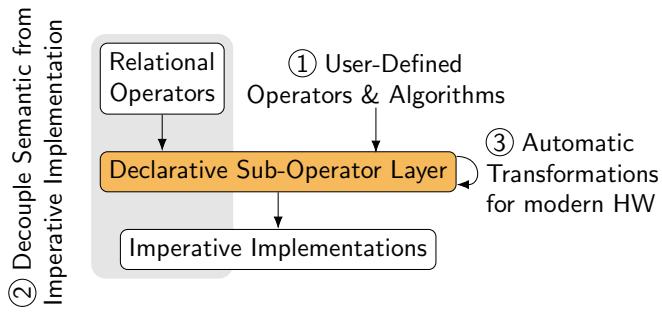 ② Decouple Semantic from
Imperative Implementation
Relational
Operators
① User-Defined
Operators & Algorithms
Declarative Sub-Operator Layer
③ Automatic
Transformations
for modern HW
Imperative Implementations